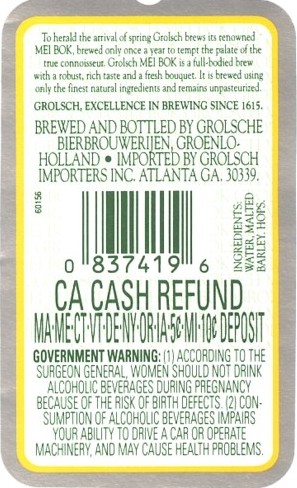 To herald the arrival of spring Grolsch brews its renowned
MEI BOK, brewed only once a year to tempt the palate of the
true connoisseur. Grolsch MEI BOK is a full-bodied brew
with a robust, rich taste and a fresh bouquet. It is brewed using
only the finest natural ingredients and remains unpasteurized.
GROLSCH, EXCELLENCE IN BREWING SINCE 1615.
BREWED AND BOTTLED BY GROLSCHE
BIERBROUWERIJEN, GROENLO-
HOLLAND • IMPORTED BY GROLSCH
IMPORTERS INC. ATLANTA GA. 30339.
60156
0 837419 6
INGREDIENTS:
WATER, MALTED
BARLEY, HOPS.
CA CASH REFUND
MA·ME·CT·VT·DE·NY·OR·IA·5¢·MI·10¢ DEPOSIT
GOVERNMENT WARNING: (1) ACCORDING TO THE
SURGEON GENERAL, WOMEN SHOULD NOT DRINK
ALCOHOLIC BEVERAGES DURING PREGNANCY
BECAUSE OF THE RISK OF BIRTH DEFECTS. (2) CON-
SUMPTION OF ALCOHOLIC BEVERAGES IMPAIRS
YOUR ABILITY TO DRIVE A CAR OR OPERATE
MACHINERY, AND MAY CAUSE HEALTH PROBLEMS.